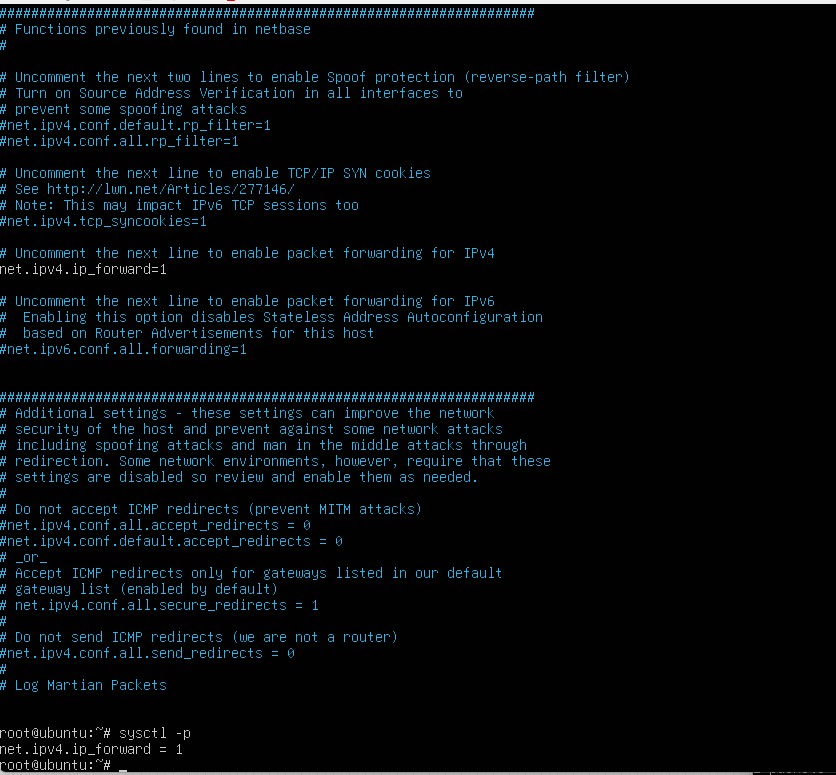 ###################################################################
# Functions previously found in netbase
#
# Uncomment the next two lines to enable Spoof protection (reverse-path filter)
# Turn on Source Address Verification in all interfaces to
# prevent some spoofing attacks
#net.ipv4.conf.default.rp_filter=1
#net.ipv4.conf.all.rp_filter=1
# Uncomment the next line to enable TCP/IP SYN cookies
# See http://lwn.net/Articles/277146/
# Note: This may impact IPv6 TCP sessions too
#net.ipv4.tcp_syncookies=1
# Uncomment the next line to enable packet forwarding for IPv4
net.ipv4.ip_forward=1
# Uncomment the next line to enable packet forwarding for IPv6
#  Enabling this option disables Stateless Address Autoconfiguration
#  based on Router Advertisements for this host
#net.ipv6.conf.all.forwarding=1
###################################################################
# Additional settings - these settings can improve the network
# security of the host and prevent against some network attacks
# including spoofing attacks and man in the middle attacks through
# redirection. Some network environments, however, require that these
# settings are disabled so review and enable them as needed.
#
# Do not accept ICMP redirects (prevent MITM attacks)
#net.ipv4.conf.all.accept_redirects = 0
#net.ipv4.conf.default.accept_redirects = 0
# _or_
# Accept ICMP redirects only for gateways listed in our default
# gateway list (enabled by default)
# net.ipv4.conf.all.secure_redirects = 1
#
# Do not send ICMP redirects (we are not a router)
#net.ipv4.conf.all.send_redirects = 0
#
# Log Martian Packets
root@ubuntu:~# sysctl -p
net.ipv4.ip_forward = 1
root@ubuntu:~# _